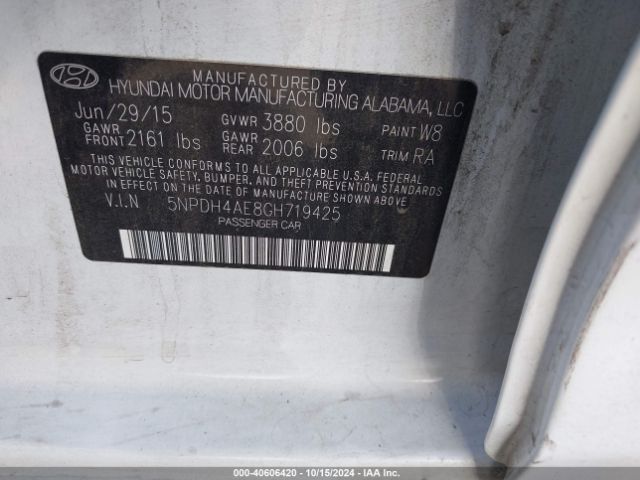 MANUFACTURED BY
HYUNDAI MOTOR MANUFACTURING ALABAMA, LLC
Jun/29/15 GVWR 3880 lbs PAINT W8
GAWR FRONT 2161 lbs GAWR REAR 2006 lbs TRIM RA
THIS VEHICLE CONFORMS TO ALL APPLICABLE U.S.A. FEDERAL
MOTOR VEHICLE SAFETY, BUMPER, AND THEFT PREVENTION
STANDARDS IN EFFECT ON THE DATE OF MANUFACTURE SHOWN ABOVE
V.I.N 5NPDH4AE8GH719425
PASSENGER CAR
000-40606420 - 10/15/2024 - IAA Inc.